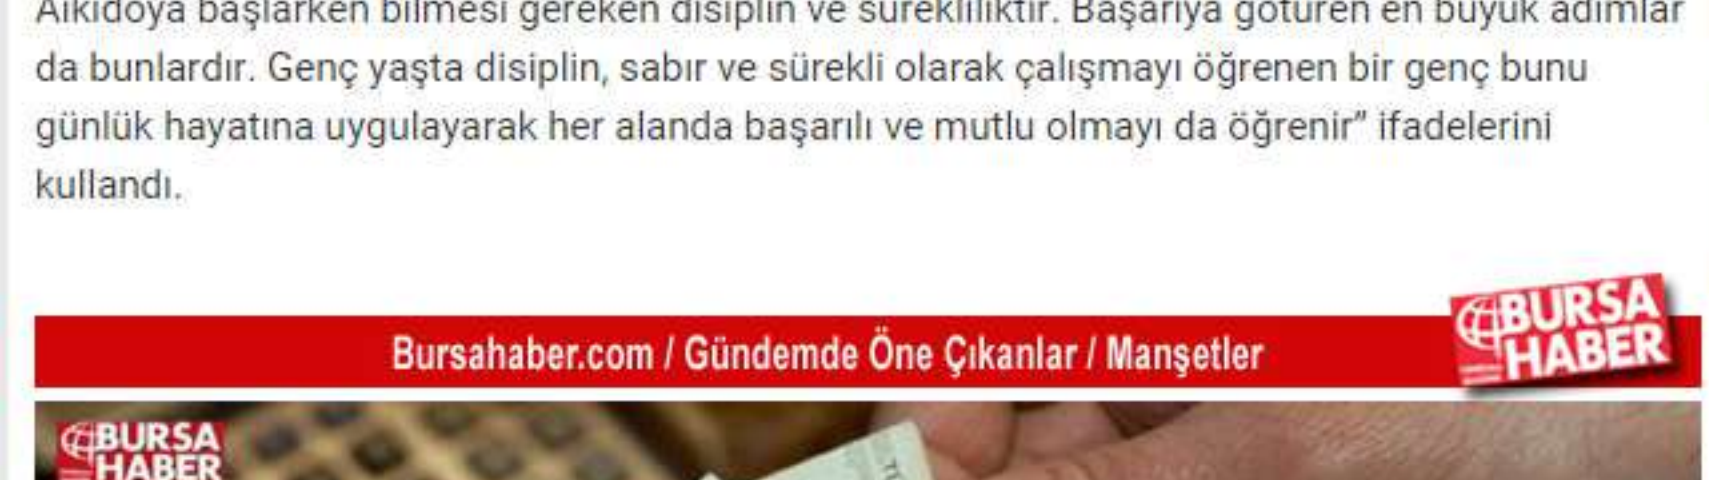 Aikidoya başlarken bilmesi gereken disiplin ve sürekliliktir. Başarıya götüren en büyük adımlar
da bunlardır. Genç yaşta disiplin, sabır ve sürekli olarak çalışmayı öğrenen bir genç bunu
günlük hayatına uygulayarak her alanda başarılı ve mutlu olmayı da öğrenir” ifadelerini
kullandı.
BURSA
HABER
Bursahaber.com / Gündemde Öne Çıkanlar / Manşetler
BURSA
HABER